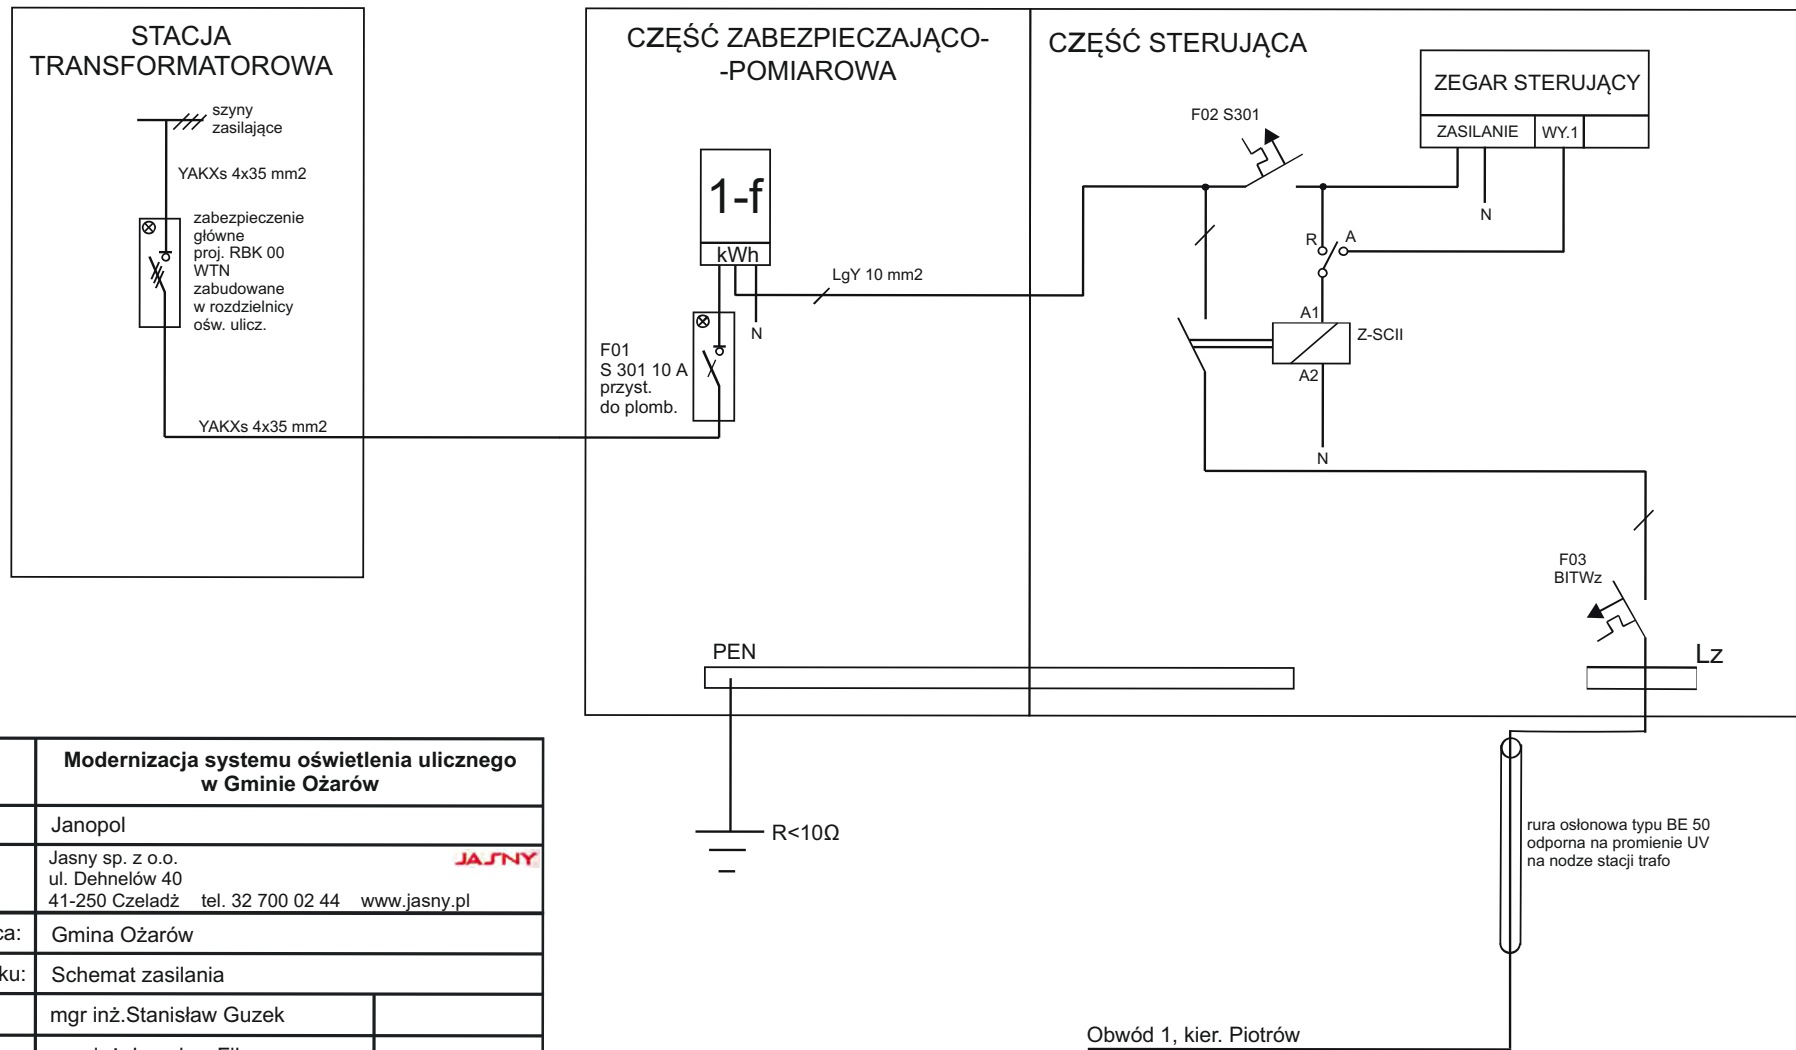 STACJA
TRANSFORMATOROWA
szyny
zasilające
YAKXs 4x35 mm2
zabezpieczenie
główne
proj. RBK 00
WTN
zabudowane
w rozdzielnicy
ośw. ulicz.
YAKXs 4x35 mm2
CZĘŚĆ ZABEZPIECZAJĄCO-
-POMIAROWA
1-f
kWh
N
LgY 10 mm2
F01
S 301 10 A
przyst.
do plomb.
PEN
R<10Ω
CZĘŚĆ STERUJĄCA
F02 S301
ZEGAR STERUJĄCY
ZASILANIE
WY.1
N
R
A
A1
Z-SCII
A2
N
F03
BITWz
Lz
rura osłonowa typu BE 50
odporna na promienie UV
na nodze stacji trafo
Obwód 1, kier. Piotrów
Modernizacja systemu oświetlenia ulicznego
w Gminie Ożarów
Janopol
Jasny sp. z o.o.
JASNY
ul. Dehnelów 40
41-250 Czeladż tel. 32 700 02 44 www.jasny.pl
ca: Gmina Ożarów
ku: Schemat zasilania
mgr inż.Stanisław Guzek